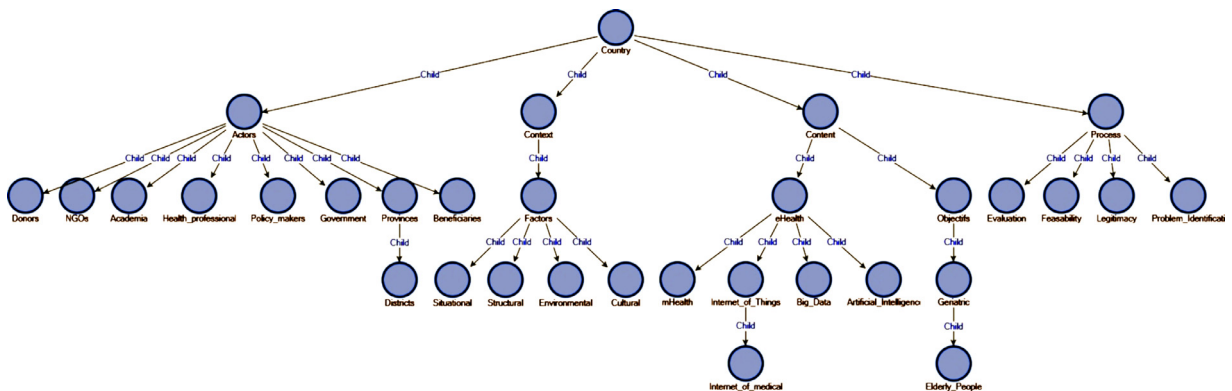 Country
Child Child Child Child
Actors Context Content Process
Child Child Child Child Child Child Child Child Child Child Child Child Child Child Child
Donors NGOs Academia Health_professional Policy_makers Government Provinces Beneficiaries Factors eHealth Objectifs Evaluation Feasability Legitimacy Problem_Identificati
Child Child Child Child Child Child Child Child Child Child
Districts Situational Structural Environmental Cultural mHealth Internet_of_Things Big_Data Artificial_Intelligence Geriatric
Child Child
Internet_of_medical Elderly_People